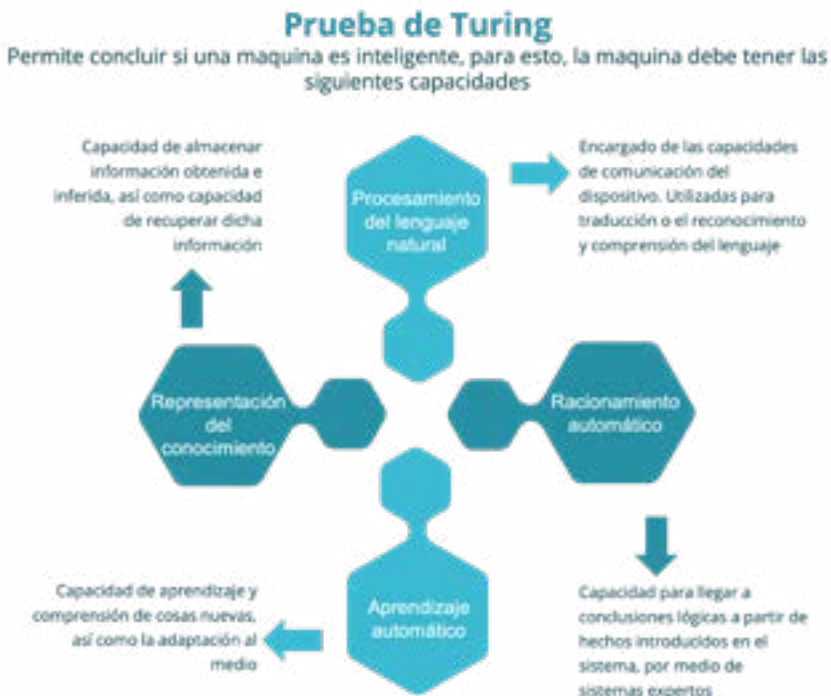 Prueba de Turing
Permite concluir si una maquina es inteligente, para esto, la maquina debe tener las
siguientes capacidades
Capacidad de almacenar
información obtenida e
inferida, así como capacidad
de recuperar dicha
información
Procesamiento
del lenguaje
natural
Encargado de las capacidades
de comunicación del
dispositivo. Utilizadas para
traducción o el reconocimiento
y comprensión del lenguaje
Representación
del
conocimiento
Racionamiento
automático
Capacidad de aprendizaje y
comprensión de cosas nuevas,
así como la adaptación al
medio
Aprendizaje
automático
Capacidad para llegar a
conclusiones lógicas a partir de
hechos introducidos en el
sistema, por medio de
sistemas expertos